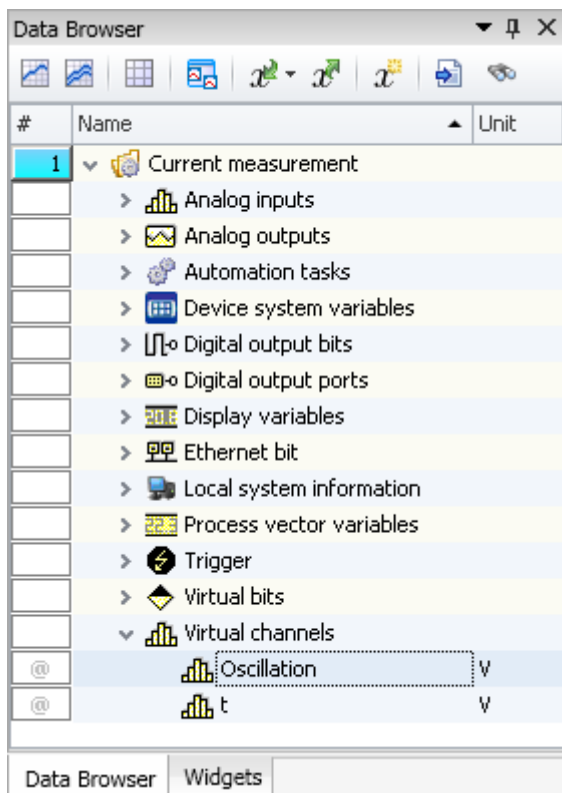 Data Browser
# Name Unit
1 Current measurement
Analog inputs
Analog outputs
Automation tasks
Device system variables
Digital output bits
Digital output ports
Display variables
Ethernet bit
Local system information
Process vector variables
Trigger
Virtual bits
Virtual channels
@ Oscillation V
@ t V
Data Browser Widgets